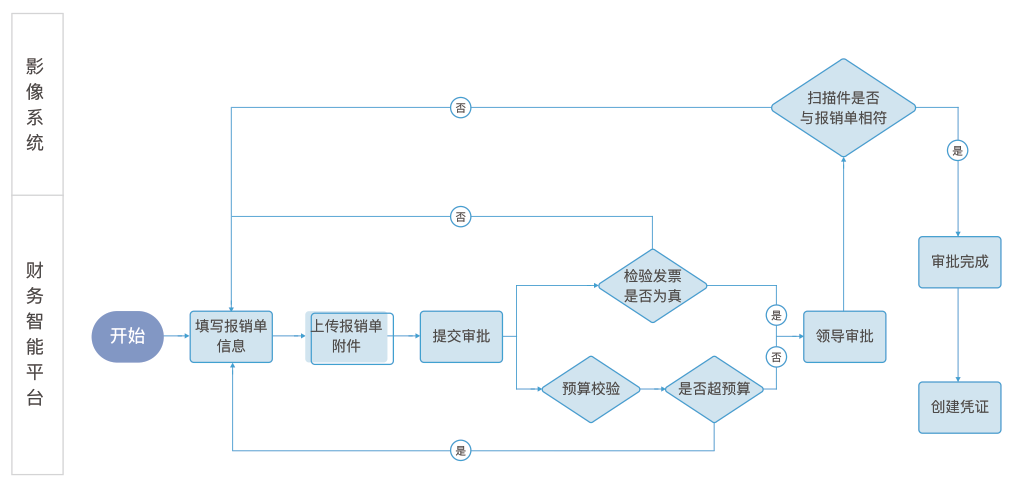 影像系统
扫描件是否
与报销单相符
否
是
财务智能平台
否
检验发票
是否为真
审批完成
开始
填写报销单
信息
上传报销单
附件
提交审批
是
领导审批
否
预算校验
是否超预算
创建凭证
是